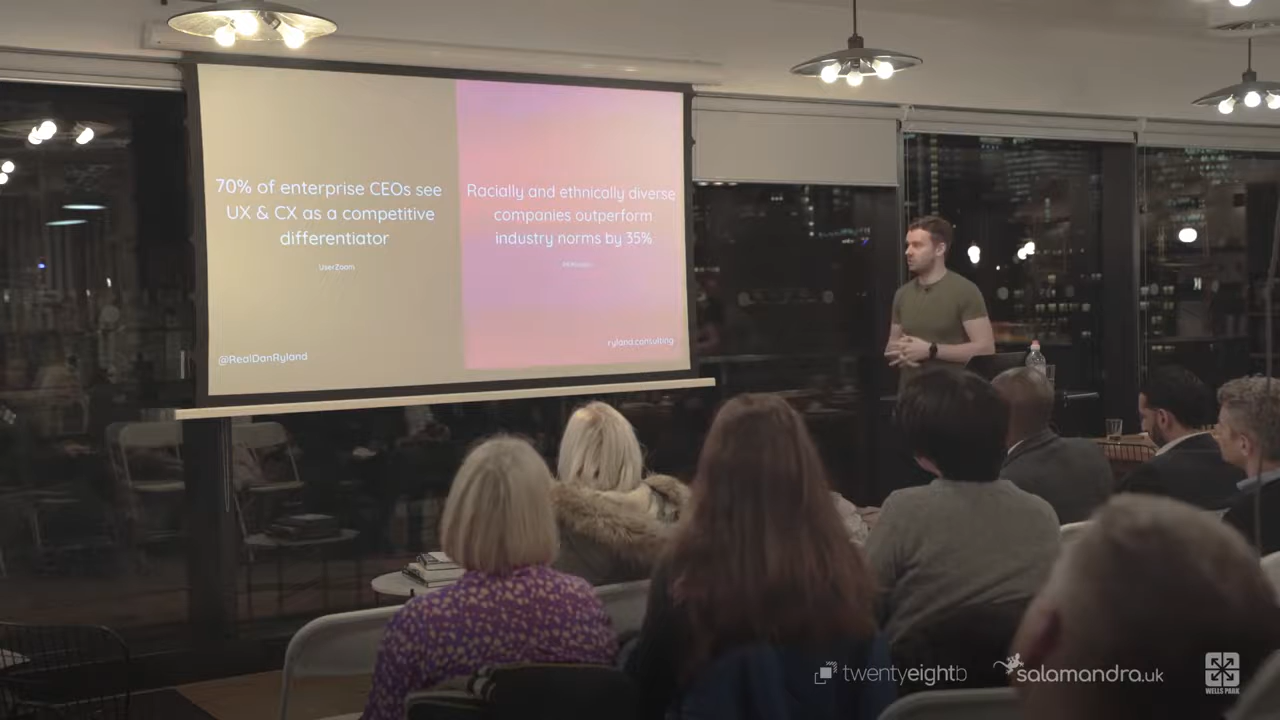 70% of enterprise CEOs see
UX & CX as a competitive
differentiator
UserZoom
@RealDanRyland
Racially and ethnically diverse
companies outperform
industry norms by 35%
ryland.consulting
twentyeightb
salamandra.uk
WELLS PARK